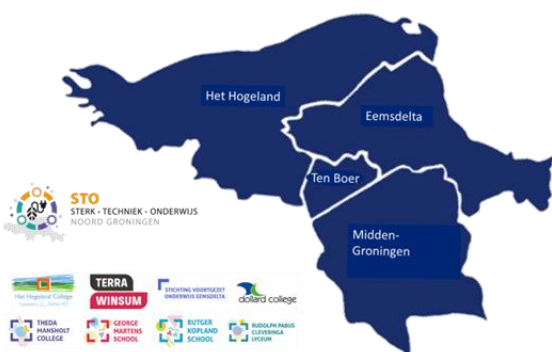 Het Hogeland
Eemsdelta
Ten Boer
Midden-
Groningen
STO
STERK - TECHNIEK - ONDERWIJS
NOORD GRONINGEN
Het Hogeland College
TERRA
WINSUM
STICHTING VOORTGEZET
ONDERWIJS EEMSDELTA
dollard college
THEDA
MANSHOLT
COLLEGE
GEORGE
MARTENS
SCHOOL
RUTGER
KOPLAND
SCHOOL
RUDOLPH PABUS
CLEVERINGA
LYCEUM